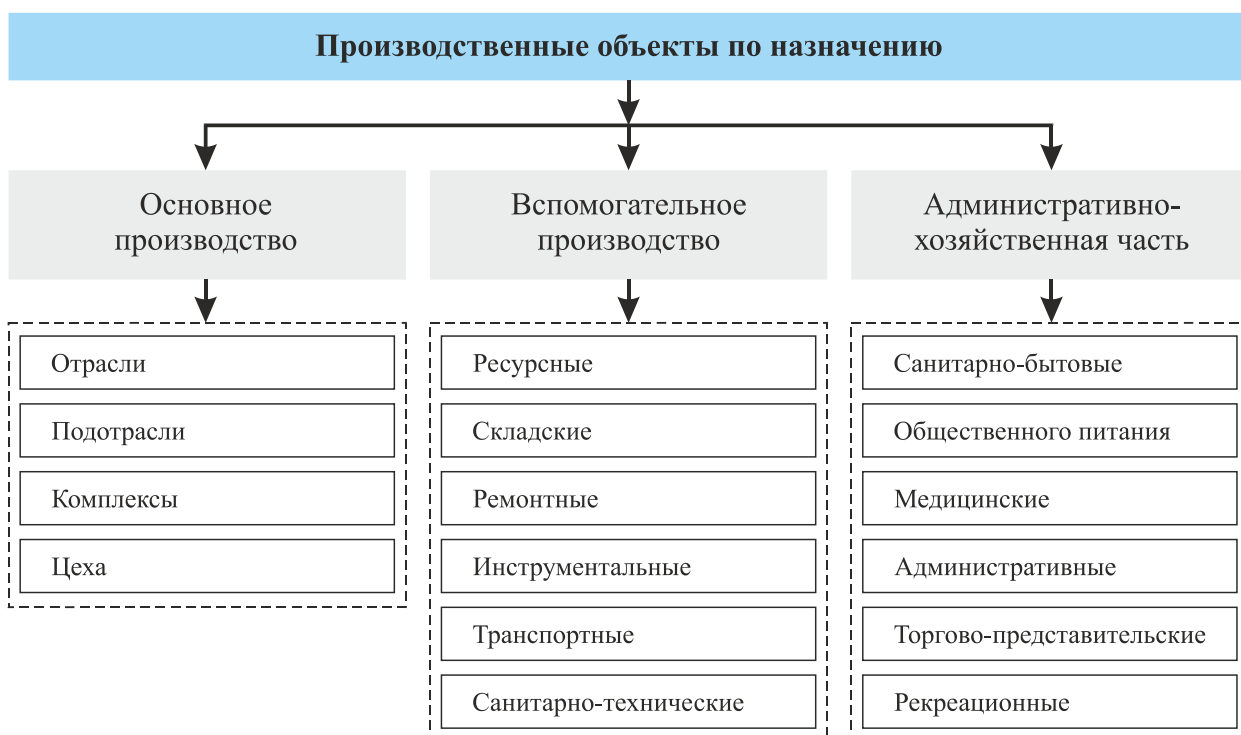 Производственные объекты по назначению
Основное
производство
Вспомогательное
производство
Административно-
хозяйственная часть
Отрасли
Подотрасли
Комплексы
Цеха
Ресурсные
Складские
Ремонтные
Инструментальные
Транспортные
Санитарно-технические
Санитарно-бытовые
Общественного питания
Медицинские
Административные
Торгово-представительские
Рекреационные